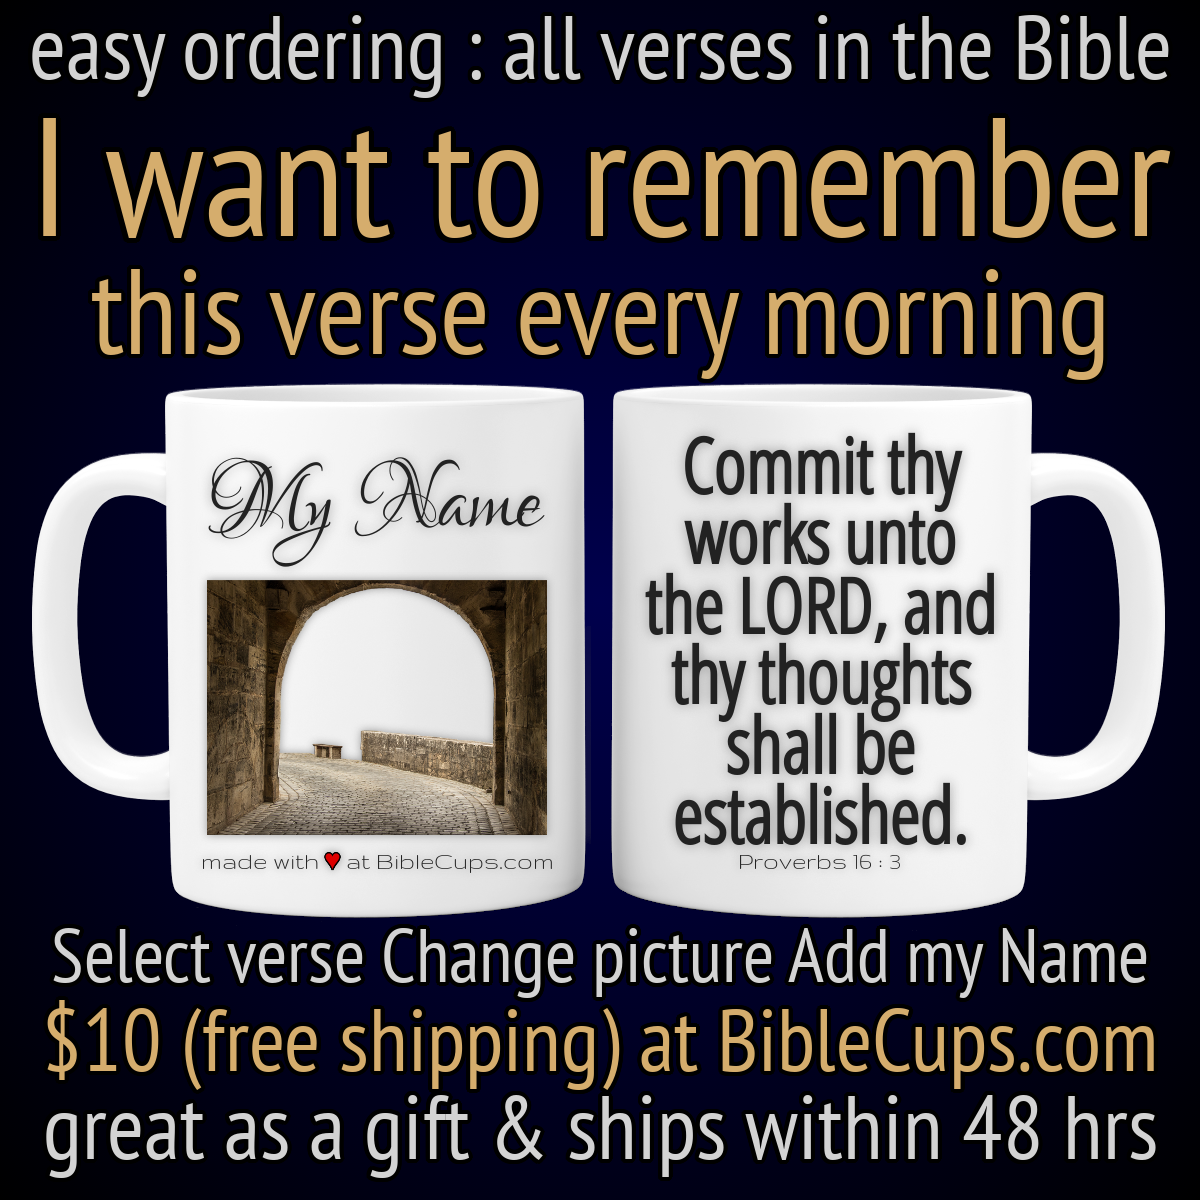 easy ordering : all verses in the Bible
I want to remember
this verse every morning
My Name
made with ♥ at BibleCups.com
Commit thy
works unto
the LORD, and
thy thoughts
shall be
established.
Proverbs 16 : 3
Select verse Change picture Add my Name
$10 (free shipping) at BibleCups.com
great as a gift & ships within 48 hrs